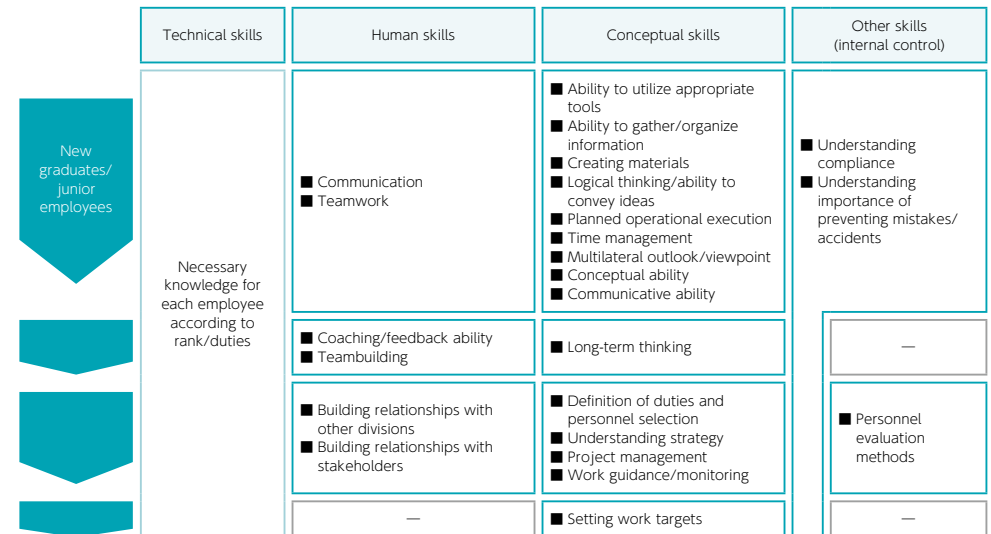 Technical skills
Human skills
Conceptual skills
Other skills
(internal control)
New
graduates/
junior
employees
Necessary
knowledge for
each employee
according to
rank/duties
■ Communication
■ Teamwork
■ Ability to utilize appropriate
tools
■ Ability to gather/organize
information
■ Creating materials
■ Logical thinking/ability to
convey ideas
■ Planned operational execution
■ Time management
■ Multilateral outlook/viewpoint
■ Conceptual ability
■ Communicative ability
■ Understanding
compliance
■ Understanding
importance of
preventing mistakes/
accidents
■ Coaching/feedback ability
■ Teambuilding
■ Long-term thinking
—
■ Building relationships with
other divisions
■ Building relationships with
stakeholders
■ Definition of duties and
personnel selection
■ Understanding strategy
■ Project management
■ Work guidance/monitoring
■ Personnel
evaluation
methods
—
■ Setting work targets
—